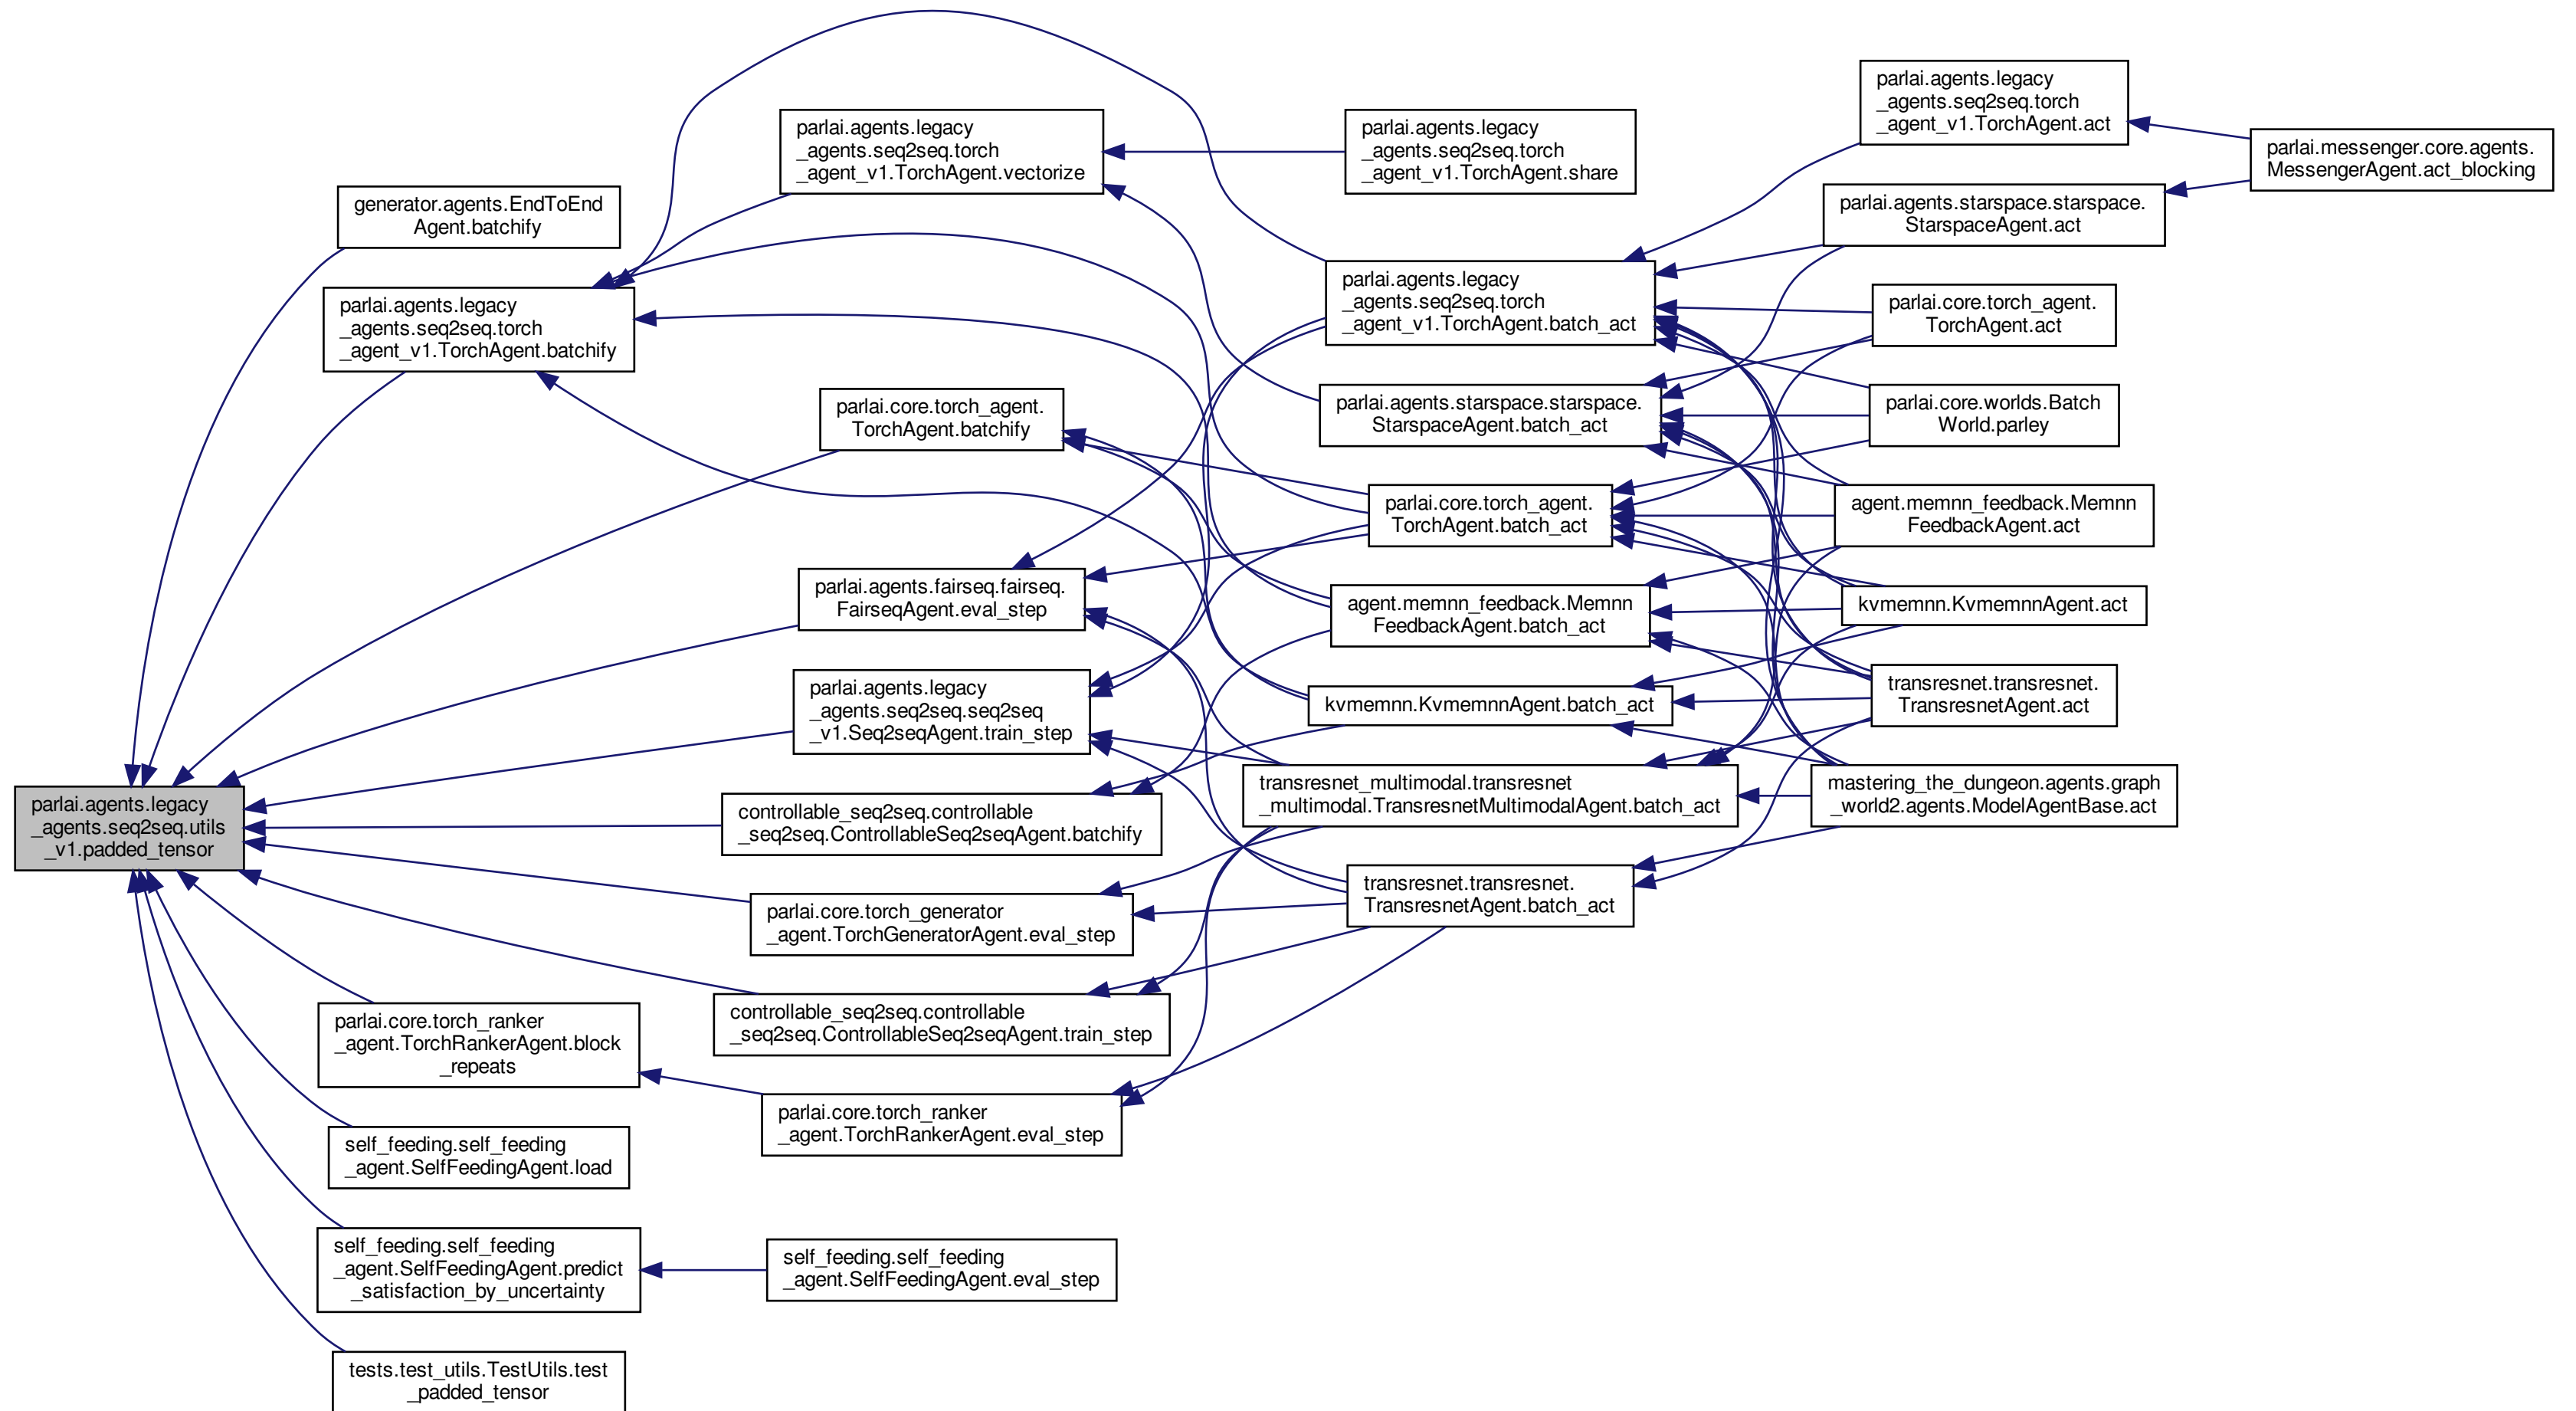 parlai.agents.legacy
_agents.seq2seq.utils
_v1.padded_tensor
generator.agents.EndToEnd
Agent.batchify
parlai.agents.legacy
_agents.seq2seq.torch
_agent_v1.TorchAgent.batchify
parlai.core.torch_ranker
_agent.TorchRankerAgent.block
_repeats
self_feeding.self_feeding
_agent.SelfFeedingAgent.load
self_feeding.self_feeding
_agent.SelfFeedingAgent.predict
_satisfaction_by_uncertainty
tests.test_utils.TestUtils.test
_padded_tensor
parlai.agents.legacy
_agents.seq2seq.torch
_agent_v1.TorchAgent.vectorize
parlai.core.torch_agent.
TorchAgent.batchify
parlai.agents.fairseq.fairseq.
FairseqAgent.eval_step
parlai.agents.legacy
_agents.seq2seq.seq2seq
_v1.Seq2seqAgent.train_step
controllable_seq2seq.controllable
_seq2seq.ControllableSeq2seqAgent.batchify
parlai.core.torch_generator
_agent.TorchGeneratorAgent.eval_step
controllable_seq2seq.controllable
_seq2seq.ControllableSeq2seqAgent.train_step
parlai.core.torch_ranker
_agent.TorchRankerAgent.eval_step
self_feeding.self_feeding
_agent.SelfFeedingAgent.eval_step
parlai.agents.legacy
_agents.seq2seq.torch
_agent_v1.TorchAgent.share
parlai.agents.legacy
_agents.seq2seq.torch
_agent_v1.TorchAgent.batch_act
parlai.agents.starspace.starspace.
StarspaceAgent.batch_act
parlai.core.torch_agent.
TorchAgent.batch_act
agent.memnn_feedback.Memnn
FeedbackAgent.batch_act
kvmemnn.KvmemnnAgent.batch_act
transresnet_multimodal.transresnet
_multimodal.TransresnetMultimodalAgent.batch_act
transresnet.transresnet.
TransresnetAgent.batch_act
parlai.agents.legacy
_agents.seq2seq.torch
_agent_v1.TorchAgent.act
parlai.agents.starspace.starspace.
StarspaceAgent.act
parlai.core.torch_agent.
TorchAgent.act
parlai.core.worlds.Batch
World.parley
agent.memnn_feedback.Memnn
FeedbackAgent.act
kvmemnn.KvmemnnAgent.act
transresnet.transresnet.
TransresnetAgent.act
mastering_the_dungeon.agents.graph
_world2.agents.ModelAgentBase.act
parlai.messenger.core.agents.
MessengerAgent.act_blocking